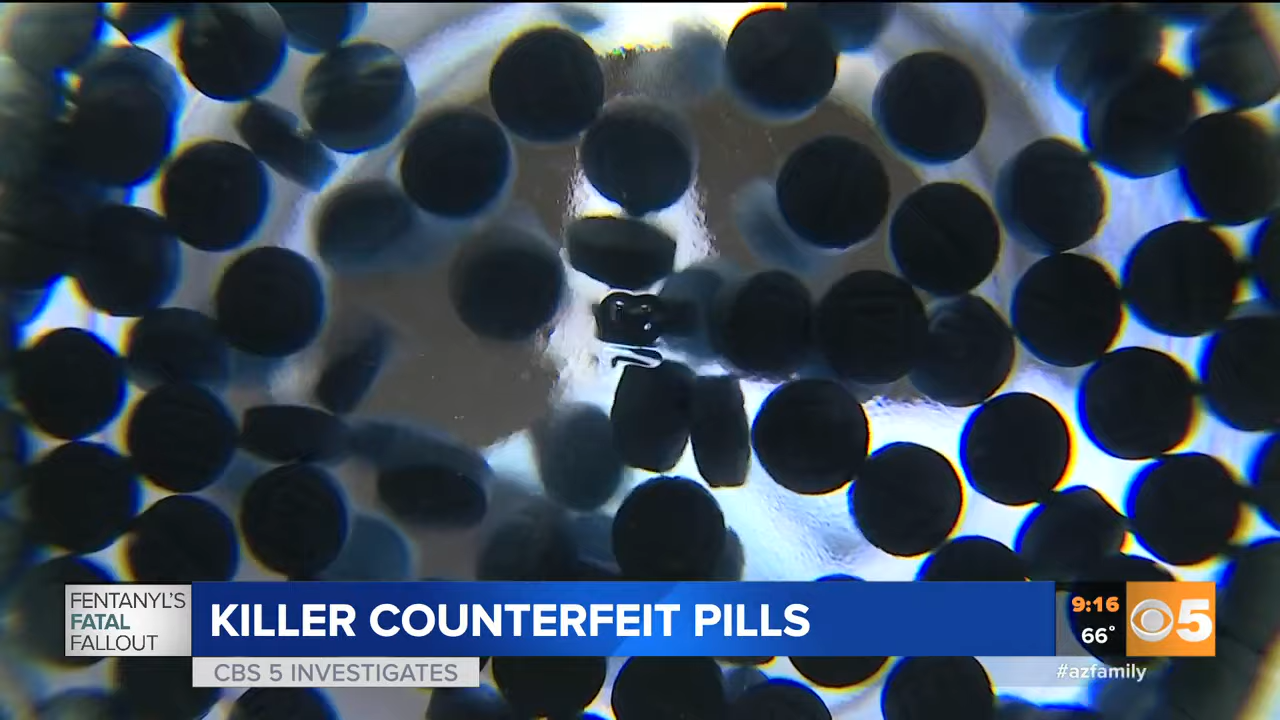 FENTANYL'S
FATAL
FALLOUT
KILLER COUNTERFEIT PILLS
CBS 5 INVESTIGATES
9:16
66°
5
#azfamily